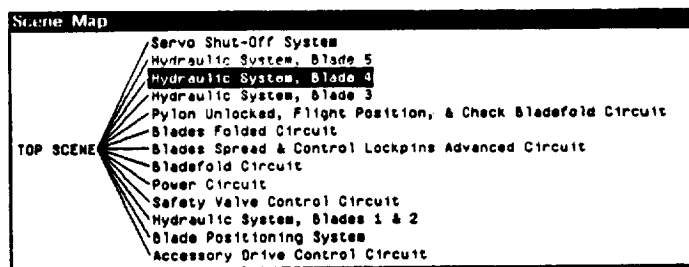 Scene Map
Servo Shut-Off System
Hydraulic System, Blade 5
Hydraulic System, Blade 4
Hydraulic System, Blade 3
Pylon Unlocked, Flight Position, & Check Bladefold Circuit
Blades Folded Circuit
TOP SCENE
Blades Spread & Control Lockpins Advanced Circuit
Bladefold Circuit
Power Circuit
Safety Valve Control Circuit
Hydraulic System, Blades 1 & 2
Blade Positioning System
Accessory Drive Control Circuit